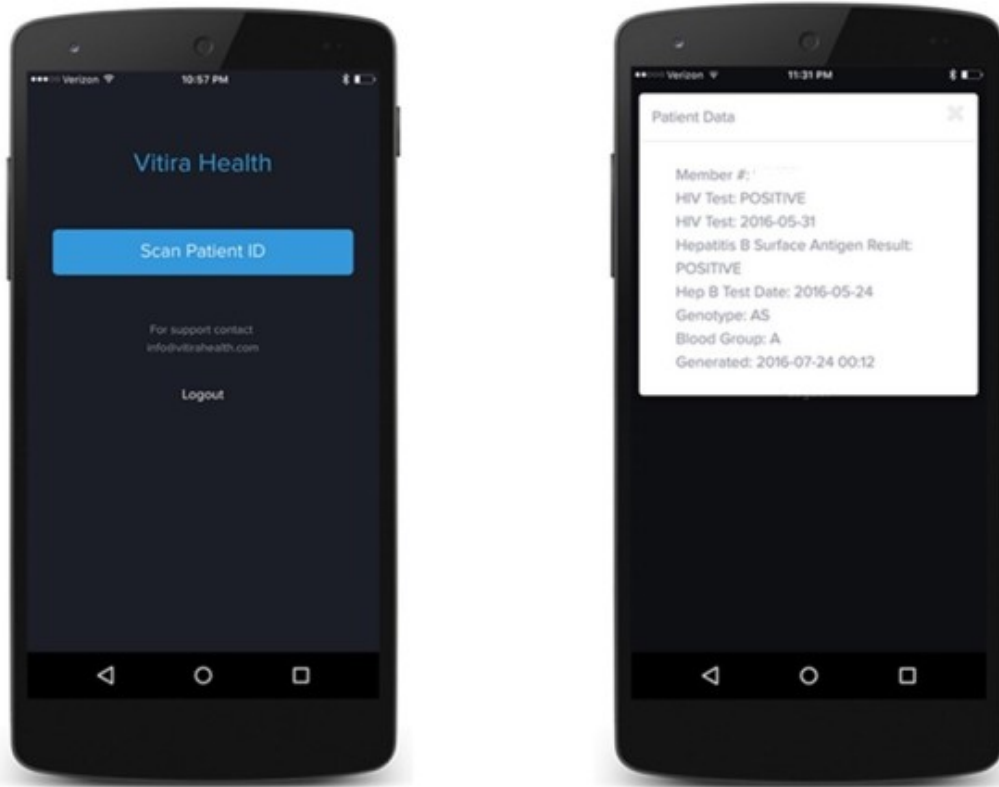 Verizon
10:57 PM
Vitira Health
Scan Patient ID
For support contact
info@vitirahealth.com
Logout
Verizon
11:31 PM
Patient Data
Member #:
HIV Test: POSITIVE
HIV Test: 2016-05-31
Hepatitis B Surface Antigen Result:
POSITIVE
Hep B Test Date: 2016-05-24
Genotype: AS
Blood Group: A
Generated: 2016-07-24 00:12